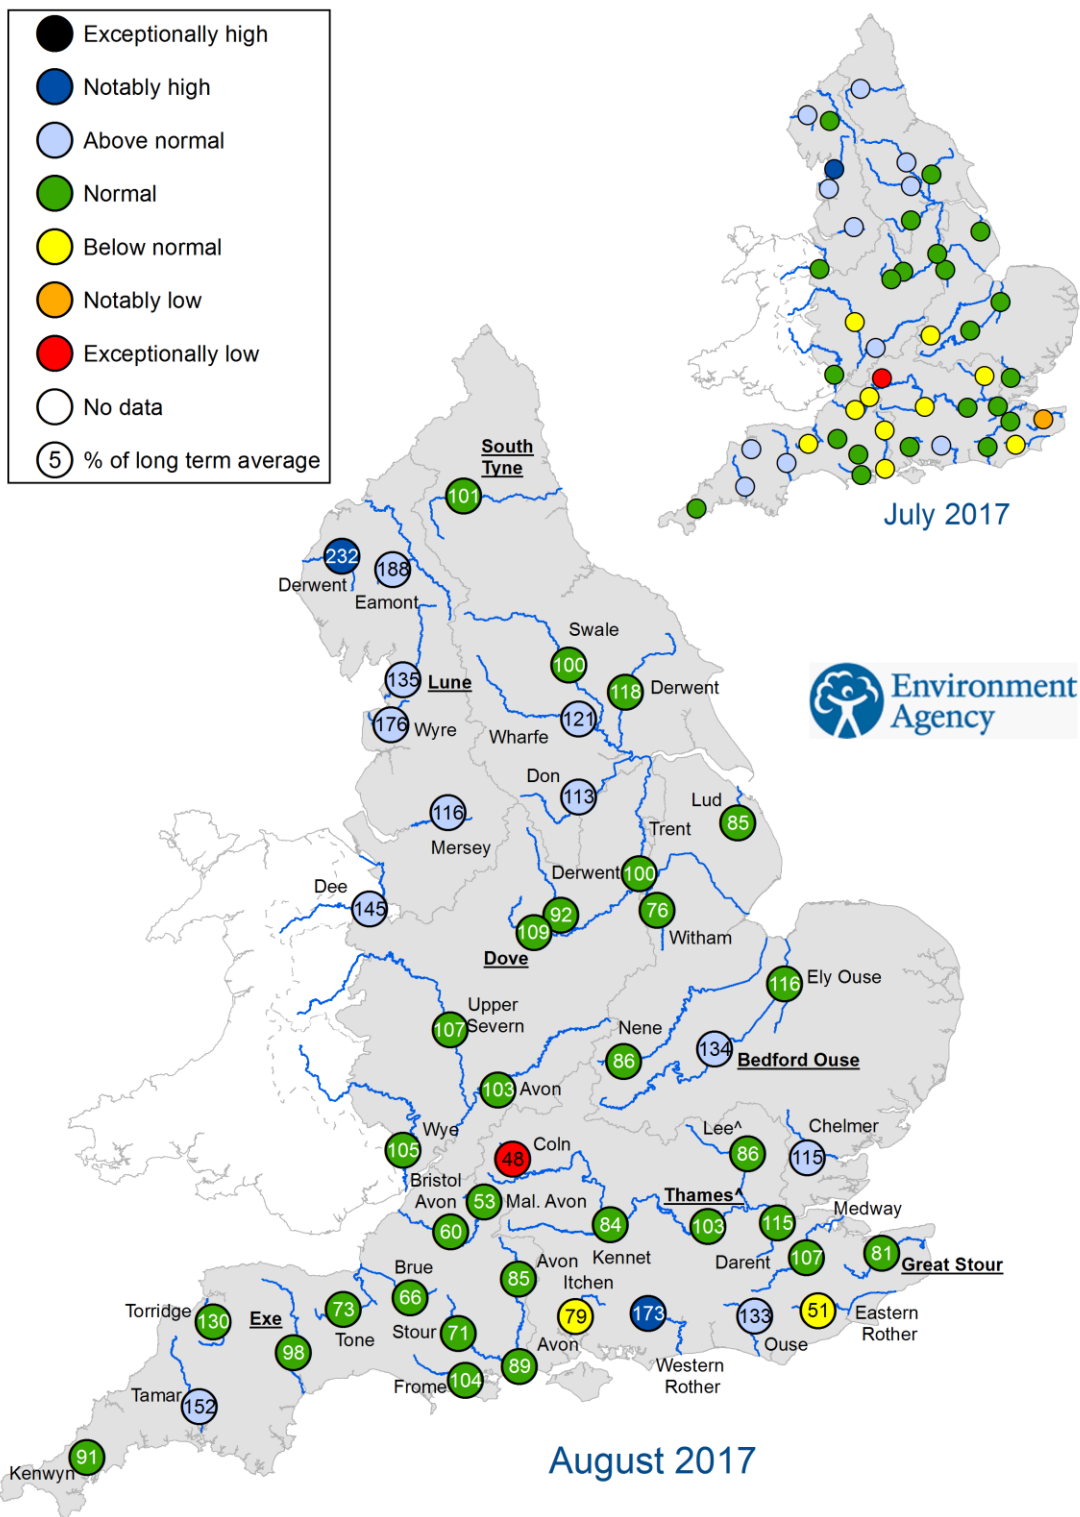 Exceptionally high
Notably high
Above normal
Normal
Below normal
Notably low
Exceptionally low
No data
5 % of long term average
July 2017
South
Tyne
101
232
188
Derwent
Eamont
Swale
100
135
Lune
118
Derwent
176
Wyre
121
Wharfe
Environment
Agency
Don
113
116
Mersey
Lud
85
Trent
Derwent
100
Dee
145
92
109
76
Witham
Dove
116
Ely Ouse
Upper
Severn
107
Nene
86
134
Bedford Ouse
103
Avon
Wye
105
Coln
48
Lee^
86
Chelmer
115
Bristol
Avon
53
Mal. Avon
60
Thames^
84
Kennet
103
115
Medway
Darent
107
81
Great Stour
Avon
85
Itchen
Brue
66
Torridge
130
Exe
73
Tone
Stour
71
79
173
133
51
Eastern
Rother
Ouse
98
Avon
89
Western
Rother
Frome
104
Tamar
152
91
Kenwyn
August 2017